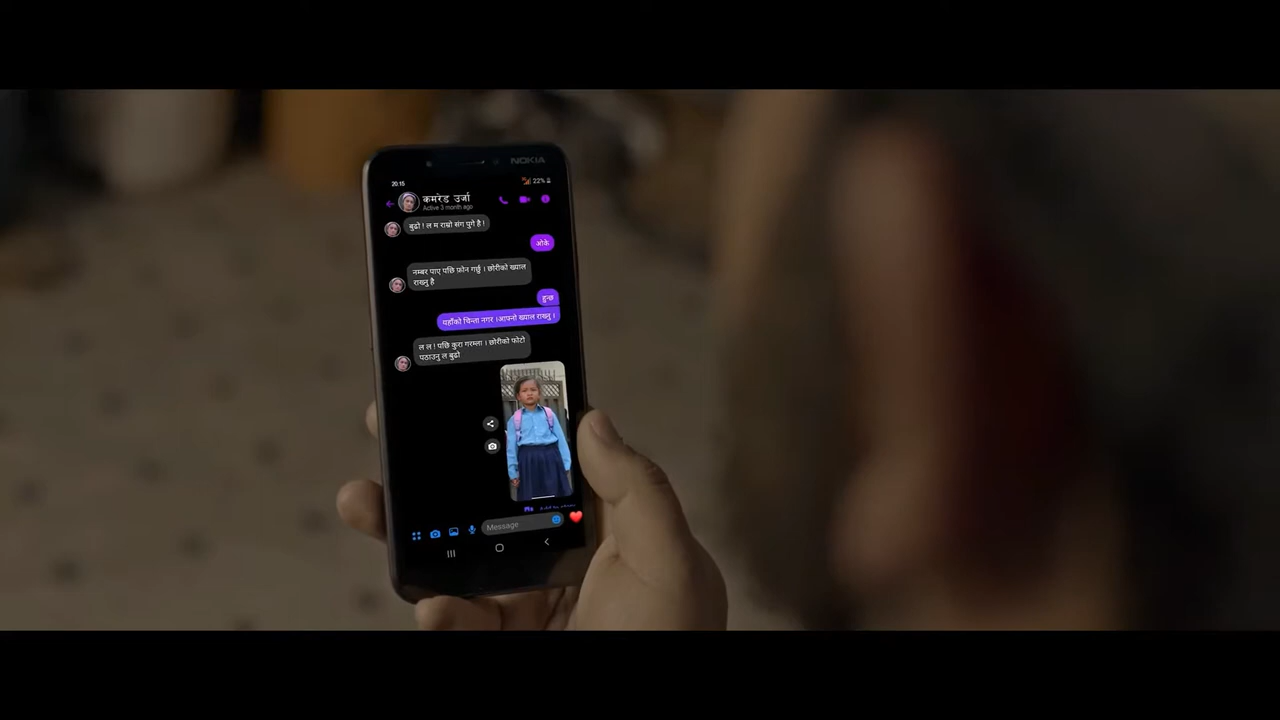 NOKIA
20:15
22%
कमरेड उर्जा
Active 3 month ago
बुढो ! ल म राम्रो संग पुगे है !
ओके
नम्बर पाए पछि फ़ोन गर्छु । छोरीको ख्याल
राख्नु है
हुन्छ
यहाँको चिन्ता नगर ।आफ्नो ख्याल राख्नु ।
ल ल ! पछि कुरा गरम्ला । छोरीको फोटो
पठाउनु ल बुढो
Message